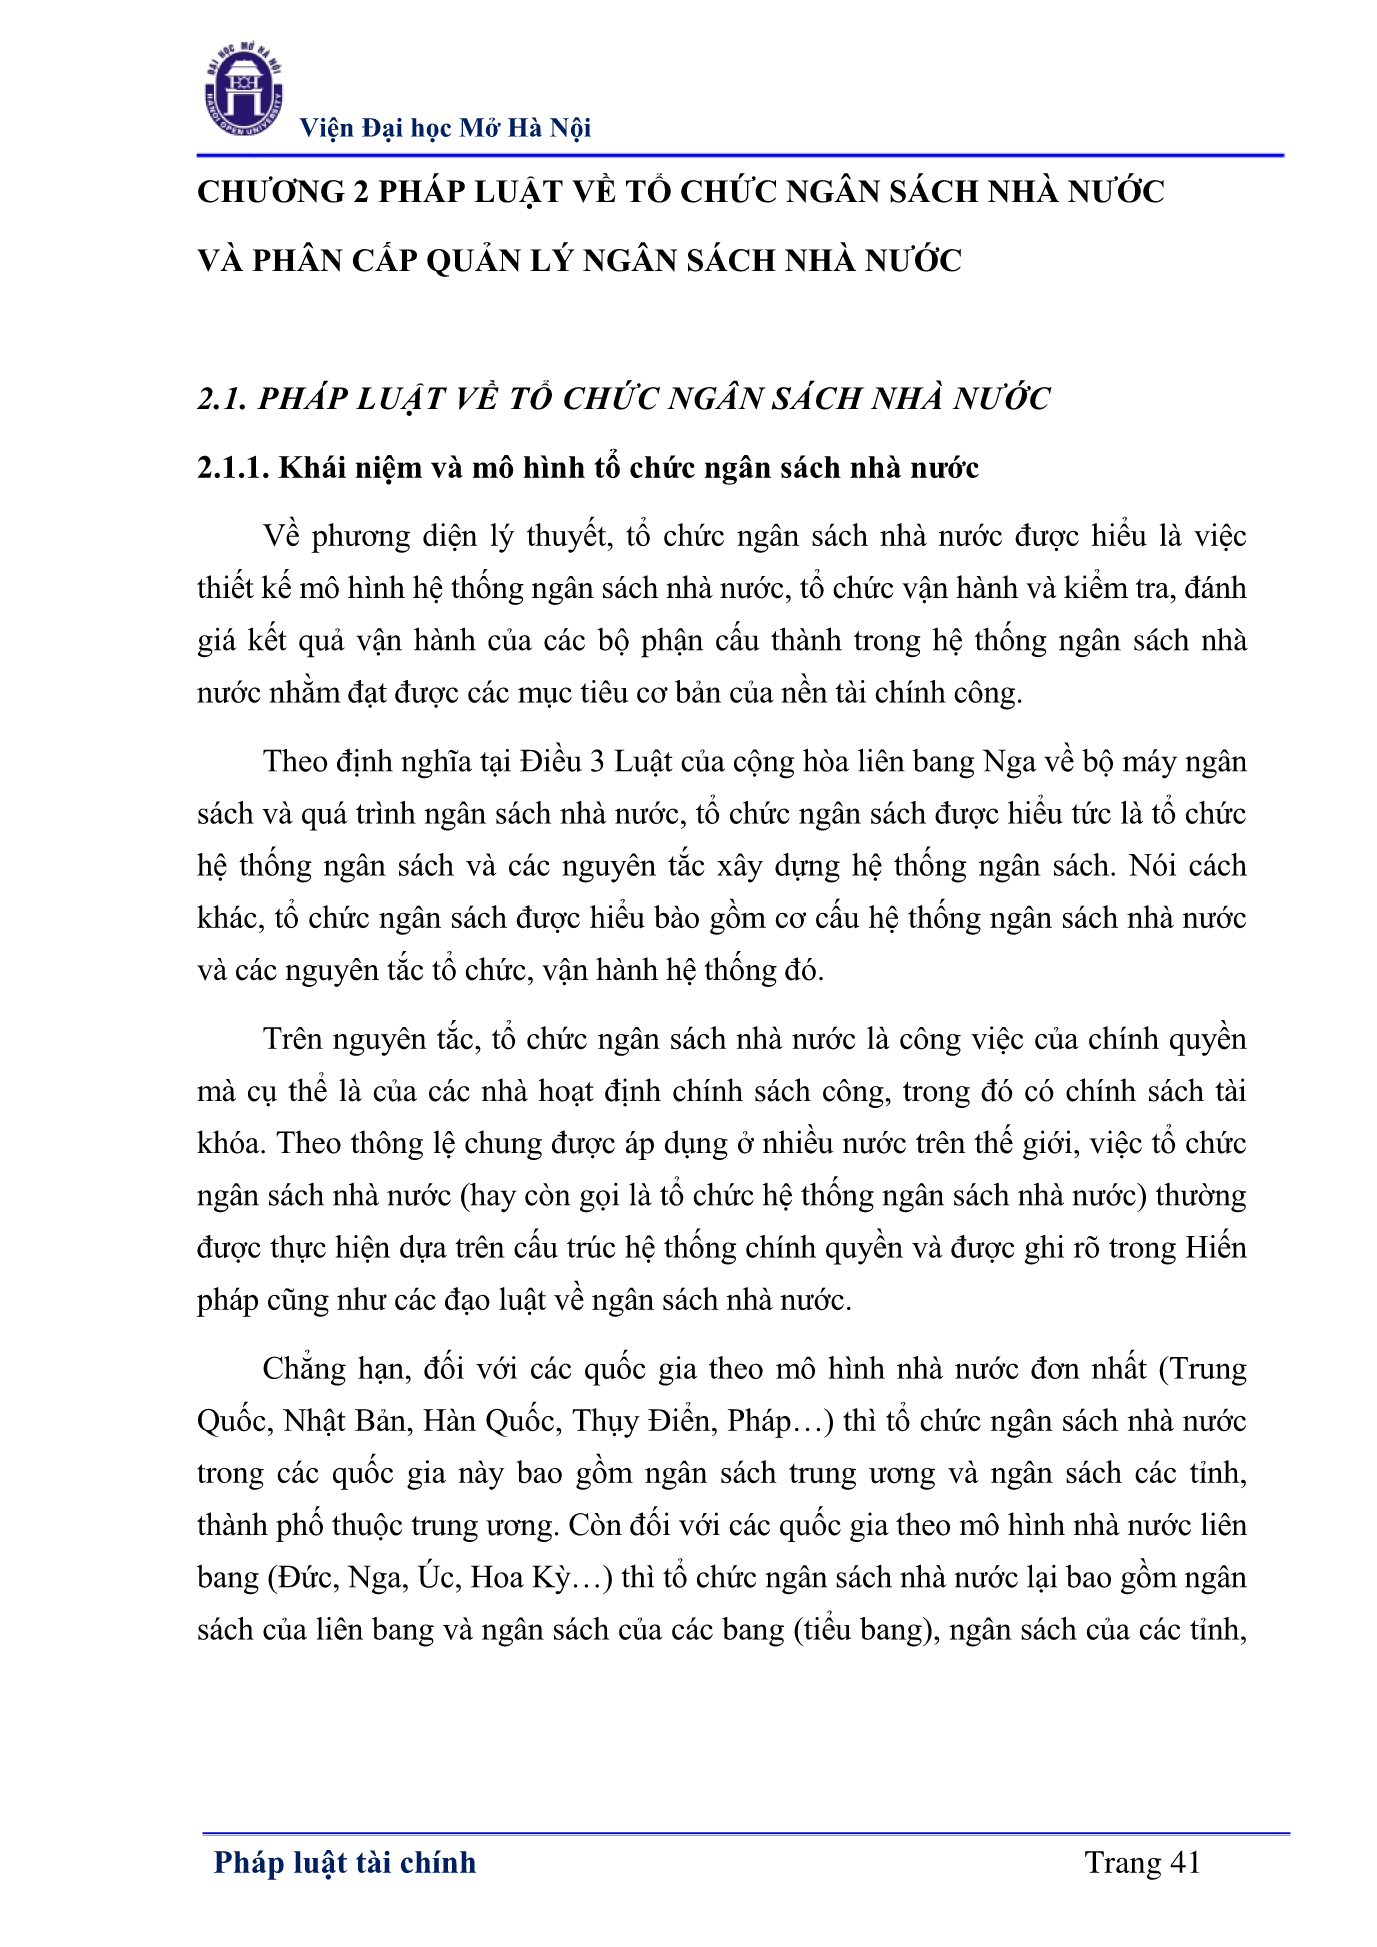 ĐẠI HỌC MỞ HÀ NỘI
HANOI OPEN UNIVERSITY
Viện Đại học Mở Hà Nội
CHƯƠNG 2 PHÁP LUẬT VỀ TỔ CHỨC NGÂN SÁCH NHÀ NƯỚC
VÀ PHÂN CẤP QUẢN LÝ NGÂN SÁCH NHÀ NƯỚC
2.1. PHÁP LUẬT VỀ TỔ CHỨC NGÂN SÁCH NHÀ NƯỚC
2.1.1. Khái niệm và mô hình tổ chức ngân sách nhà nước
Về phương diện lý thuyết, tổ chức ngân sách nhà nước được hiểu là việc
thiết kế mô hình hệ thống ngân sách nhà nước, tổ chức vận hành và kiểm tra, đánh
giá kết quả vận hành của các bộ phận cấu thành trong hệ thống ngân sách nhà
nước nhằm đạt được các mục tiêu cơ bản của nền tài chính công.
Theo định nghĩa tại Điều 3 Luật của cộng hòa liên bang Nga về bộ máy ngân
sách và quá trình ngân sách nhà nước, tổ chức ngân sách được hiểu tức là tổ chức
hệ thống ngân sách và các nguyên tắc xây dựng hệ thống ngân sách. Nói cách
khác, tổ chức ngân sách được hiểu bào gồm cơ cấu hệ thống ngân sách nhà nước
và các nguyên tắc tổ chức, vận hành hệ thống đó.
Trên nguyên tắc, tổ chức ngân sách nhà nước là công việc của chính quyền
mà cụ thể là của các nhà hoạt định chính sách công, trong đó có chính sách tài
khóa. Theo thông lệ chung được áp dụng ở nhiều nước trên thế giới, việc tổ chức
ngân sách nhà nước (hay còn gọi là tổ chức hệ thống ngân sách nhà nước) thường
được thực hiện dựa trên cấu trúc hệ thống chính quyền và được ghi rõ trong Hiến
pháp cũng như các đạo luật về ngân sách nhà nước.
Chẳng hạn, đối với các quốc gia theo mô hình nhà nước đơn nhất (Trung
Quốc, Nhật Bản, Hàn Quốc, Thụy Điển, Pháp…) thì tổ chức ngân sách nhà nước
trong các quốc gia này bao gồm ngân sách trung ương và ngân sách các tỉnh,
thành phố thuộc trung ương. Còn đối với các quốc gia theo mô hình nhà nước liên
bang (Đức, Nga, Úc, Hoa Kỳ…) thì tổ chức ngân sách nhà nước lại bao gồm ngân
sách của liên bang và ngân sách của các bang (tiểu bang), ngân sách của các tỉnh,
Pháp luật tài chính
Trang 41